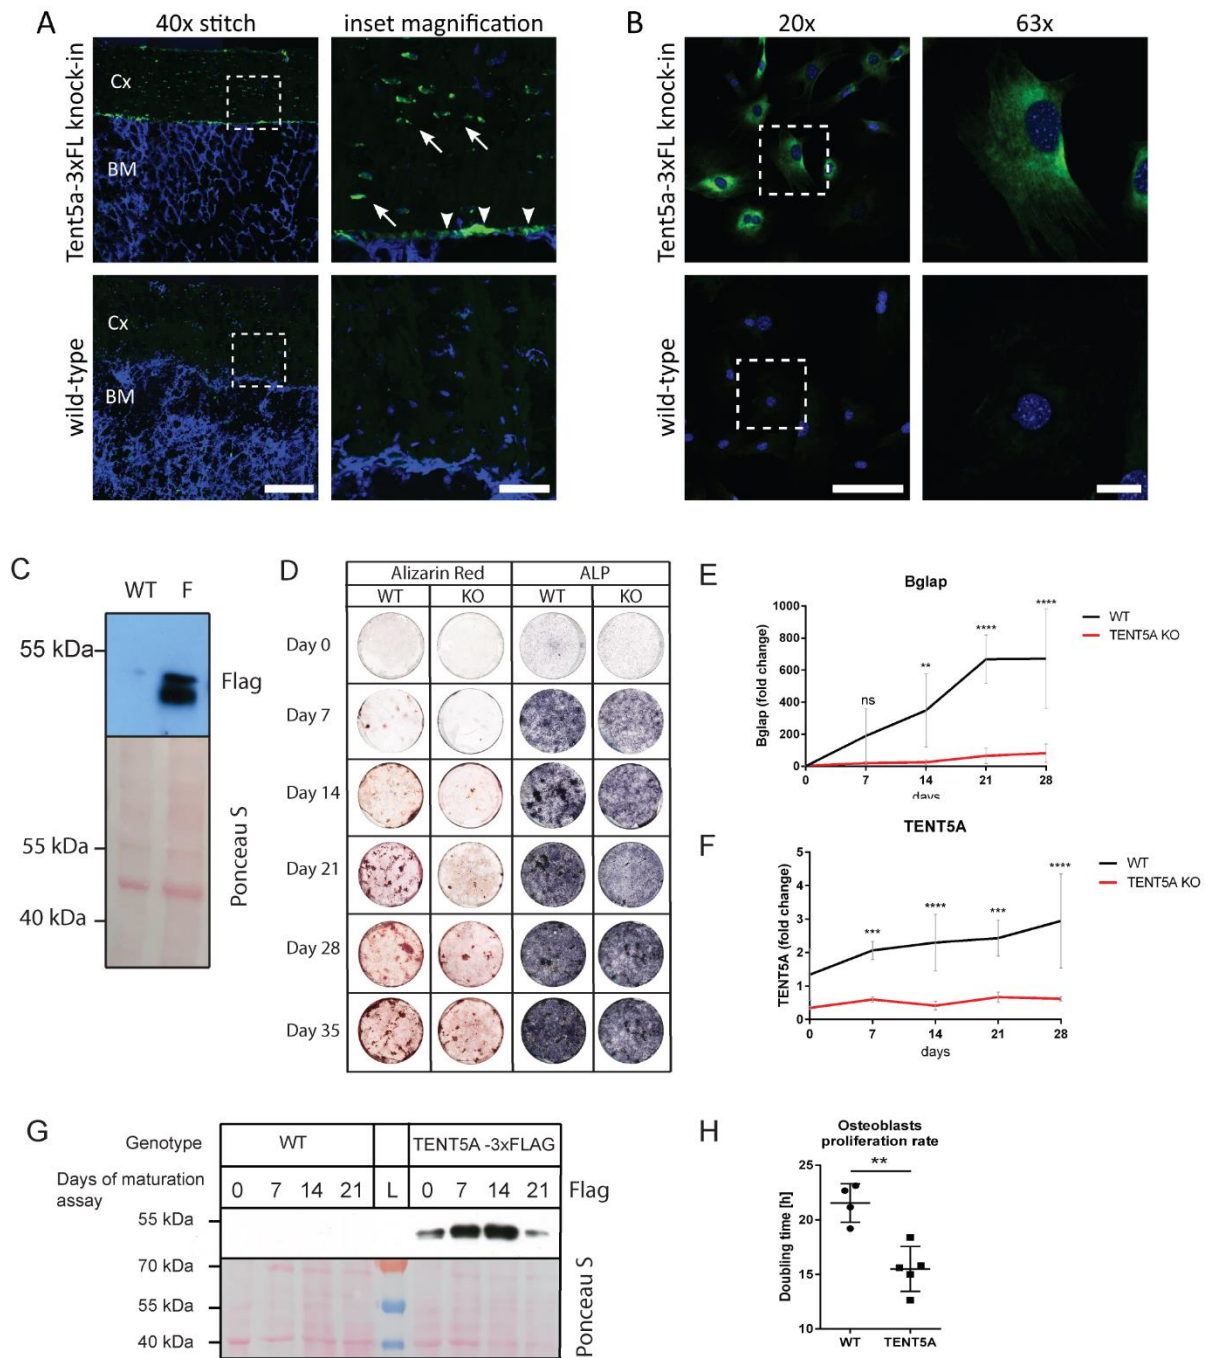 A
40x stitch
inset magnification
B
20x
63x
Tent5a-3xFL knock-in
Cx
BM
Tent5a-3xFL knock-in
wild-type
Cx
BM
wild-type
C
WT F
55 kDa
Flag
55 kDa
40 kDa
Ponceau S
D
Alizarin Red ALP
WT KO WT KO
Day 0
Day 7
Day 14
Day 21
Day 28
Day 35
E
Bglap
Bglap (fold change)
1000
800
600
400
200
0
ns
**
****
****
WT
TENT5A KO
0 7 14 21 28
days
F
TENT5A
TENT5A (fold change)
5
4
3
2
1
0
***
****
***
****
WT
TENT5A KO
0 7 14 21 28
days
G
Genotype WT TENT5A -3xFLAG
Days of maturation
assay
0 7 14 21 L 0 7 14 21
Flag
55 kDa
70 kDa
55 kDa
40 kDa
Ponceau S
H
Osteoblasts
proliferation rate
**
Doubling time [h]
25
20
15
10
WT TENT5A